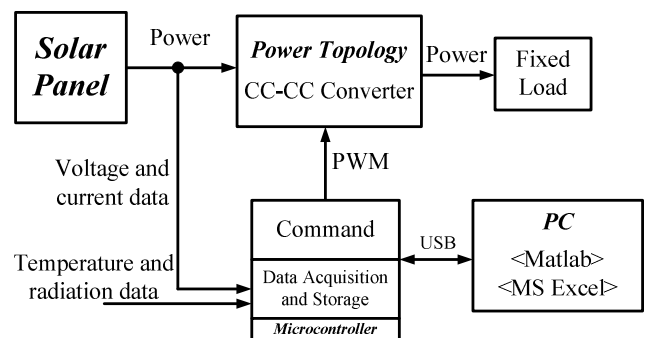 Solar
Panel
Power
Power Topology
CC-CC Converter
Power
Fixed
Load
Voltage and
current data
PWM
Temperature and
radiation data
Command
Data Acquisition
and Storage
Microcontroller
USB
PC
<Matlab>
<MS Excel>